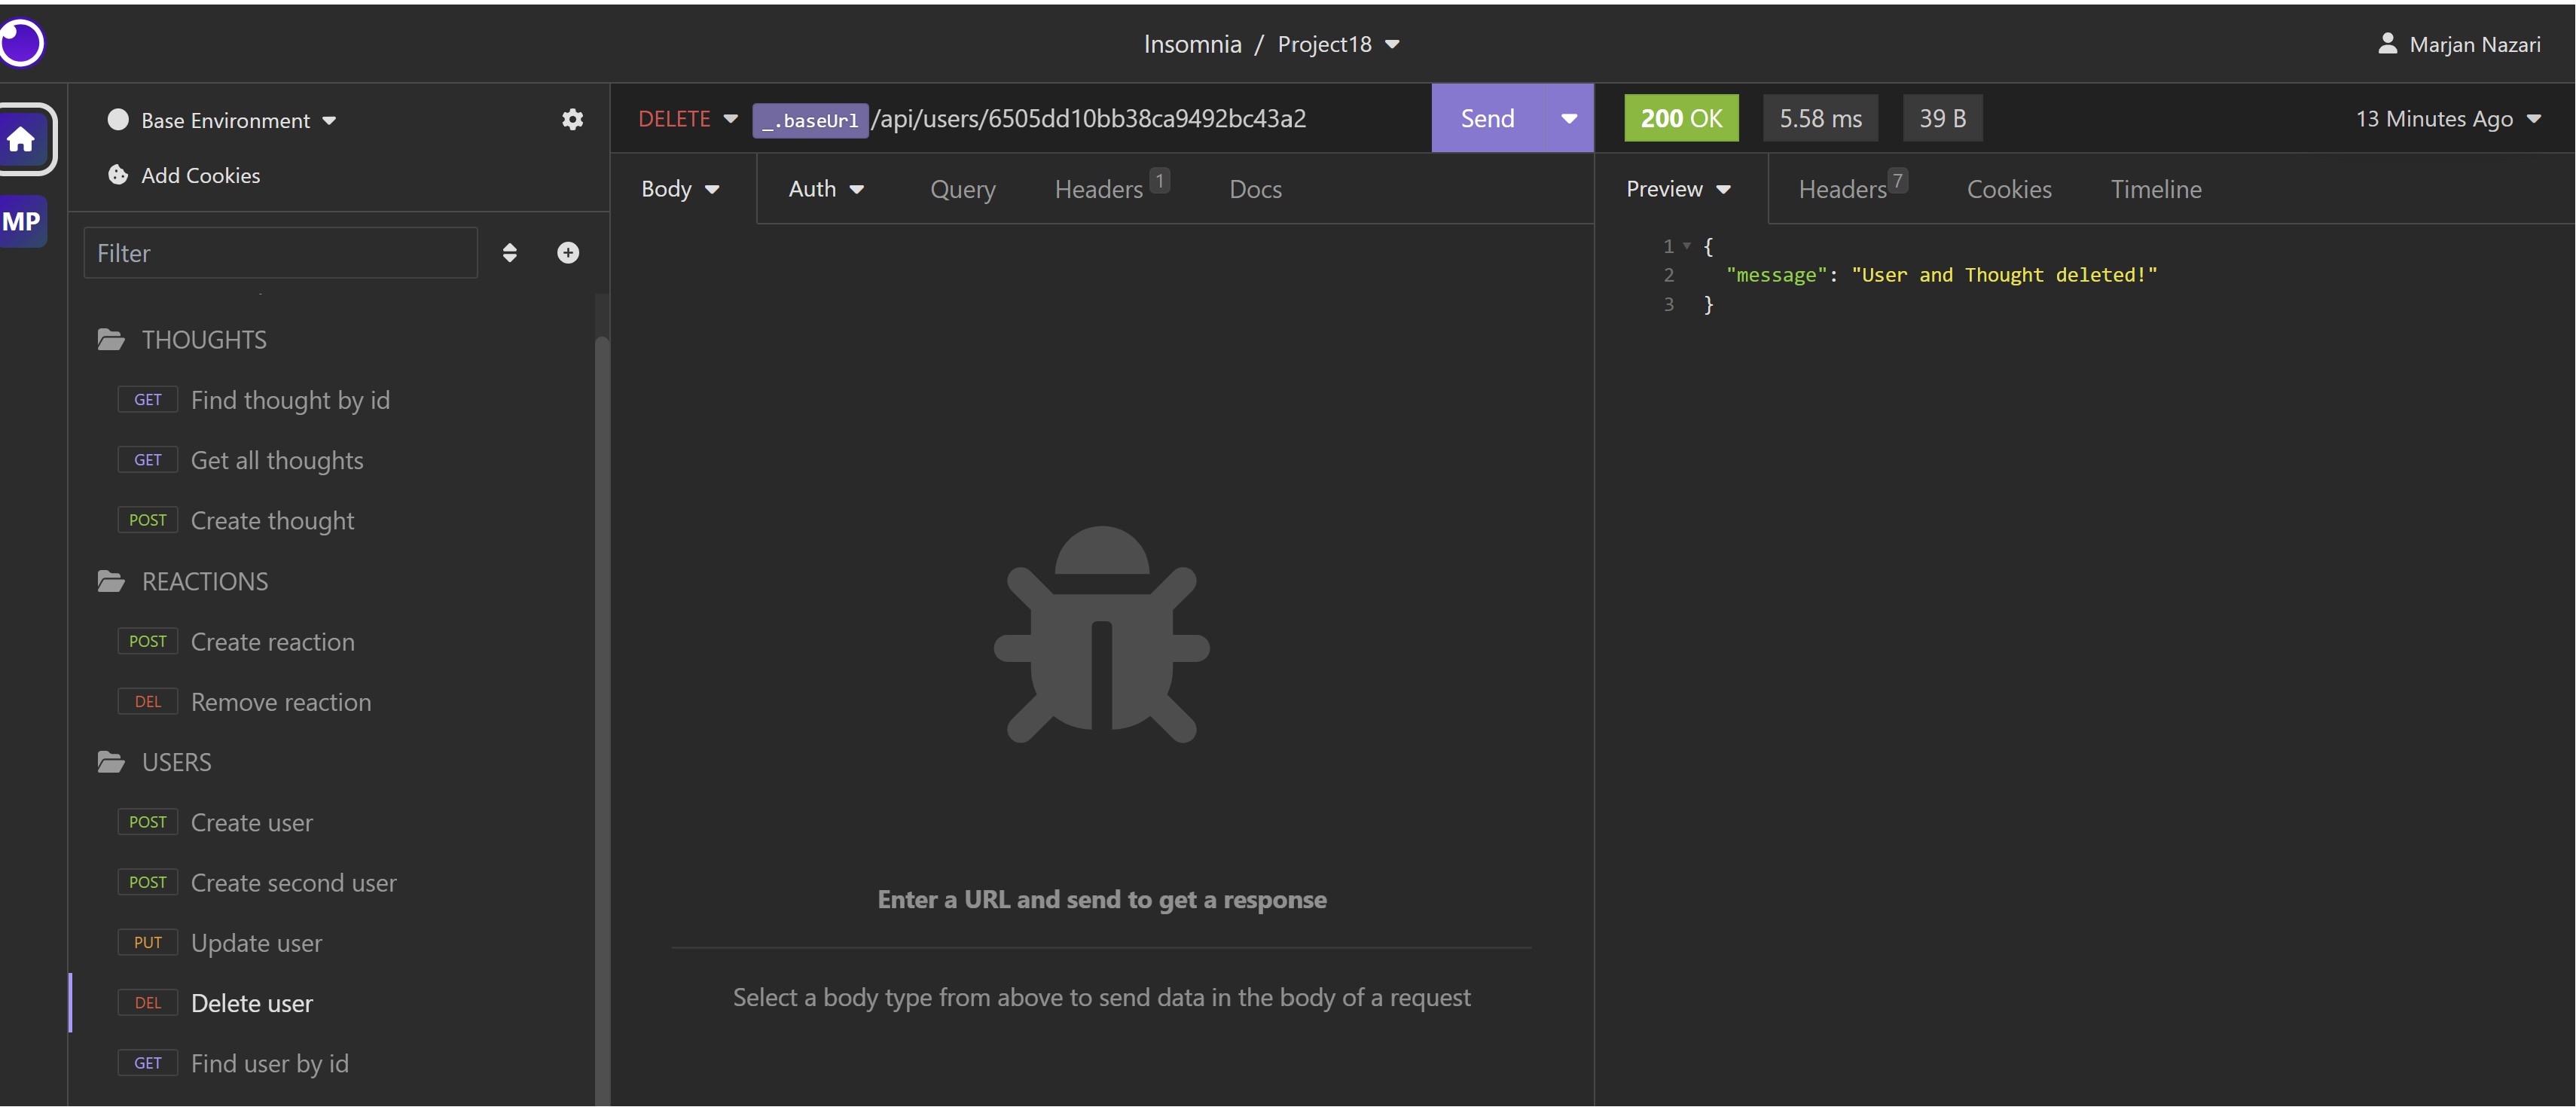 Insomnia / Project18
Marjan Nazari
MP
Base Environment
Add Cookies
Filter
THOUGHTS
GET Find thought by id
GET Get all thoughts
POST Create thought
REACTIONS
POST Create reaction
DEL Remove reaction
USERS
POST Create user
POST Create second user
PUT Update user
DEL Delete user
GET Find user by id
DELETE _.baseUrl /api/users/6505dd10bb38ca9492bc43a2 Send
Body Auth Query Headers 1 Docs
Enter a URL and send to get a response
Select a body type from above to send data in the body of a request
200 OK 5.58 ms 39 B 13 Minutes Ago
Preview Headers 7 Cookies Timeline
1 {
2 "message": "User and Thought deleted!"
3 }